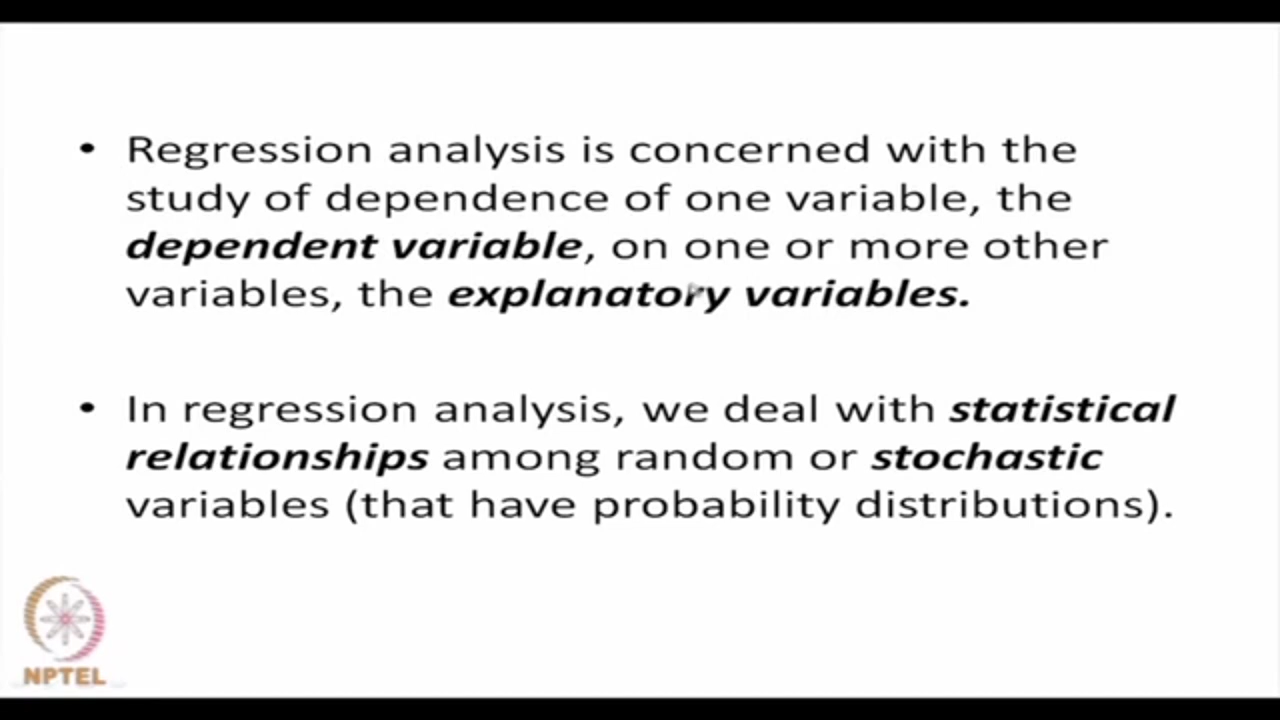 • Regression analysis is concerned with the
study of dependence of one variable, the
dependent variable, on one or more other
variables, the explanatory variables.
• In regression analysis, we deal with statistical
relationships among random or stochastic
variables (that have probability distributions).
NPTEL